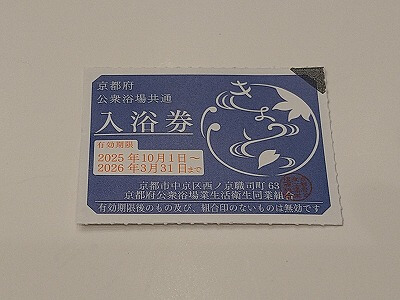 京都府
公衆浴場共通
入浴券
有効期限
2025年10月1日～
2026年3月31日まで
きょうと
京都市中京区西ノ京職司町63
京都府公衆浴場業生活衛生同業組合
有効期限後のもの及び、組合印のないものは無効です